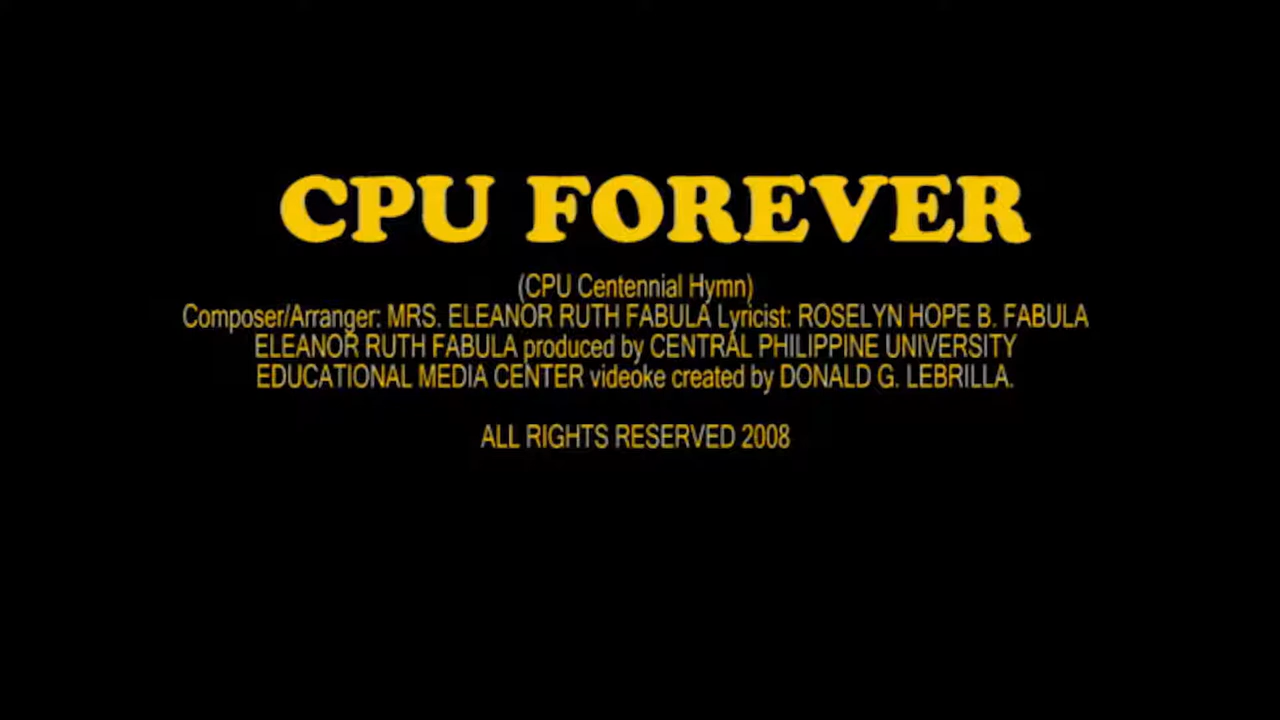 CPU FOREVER
(CPU Centennial Hymn)
Composer/Arranger: MRS. ELEANOR RUTH FABULA Lyricist: ROSELYN HOPE B. FABULA
ELEANOR RUTH FABULA produced by CENTRAL PHILIPPINE UNIVERSITY
EDUCATIONAL MEDIA CENTER videoke created by DONALD G. LEBRILLA.
ALL RIGHTS RESERVED 2008